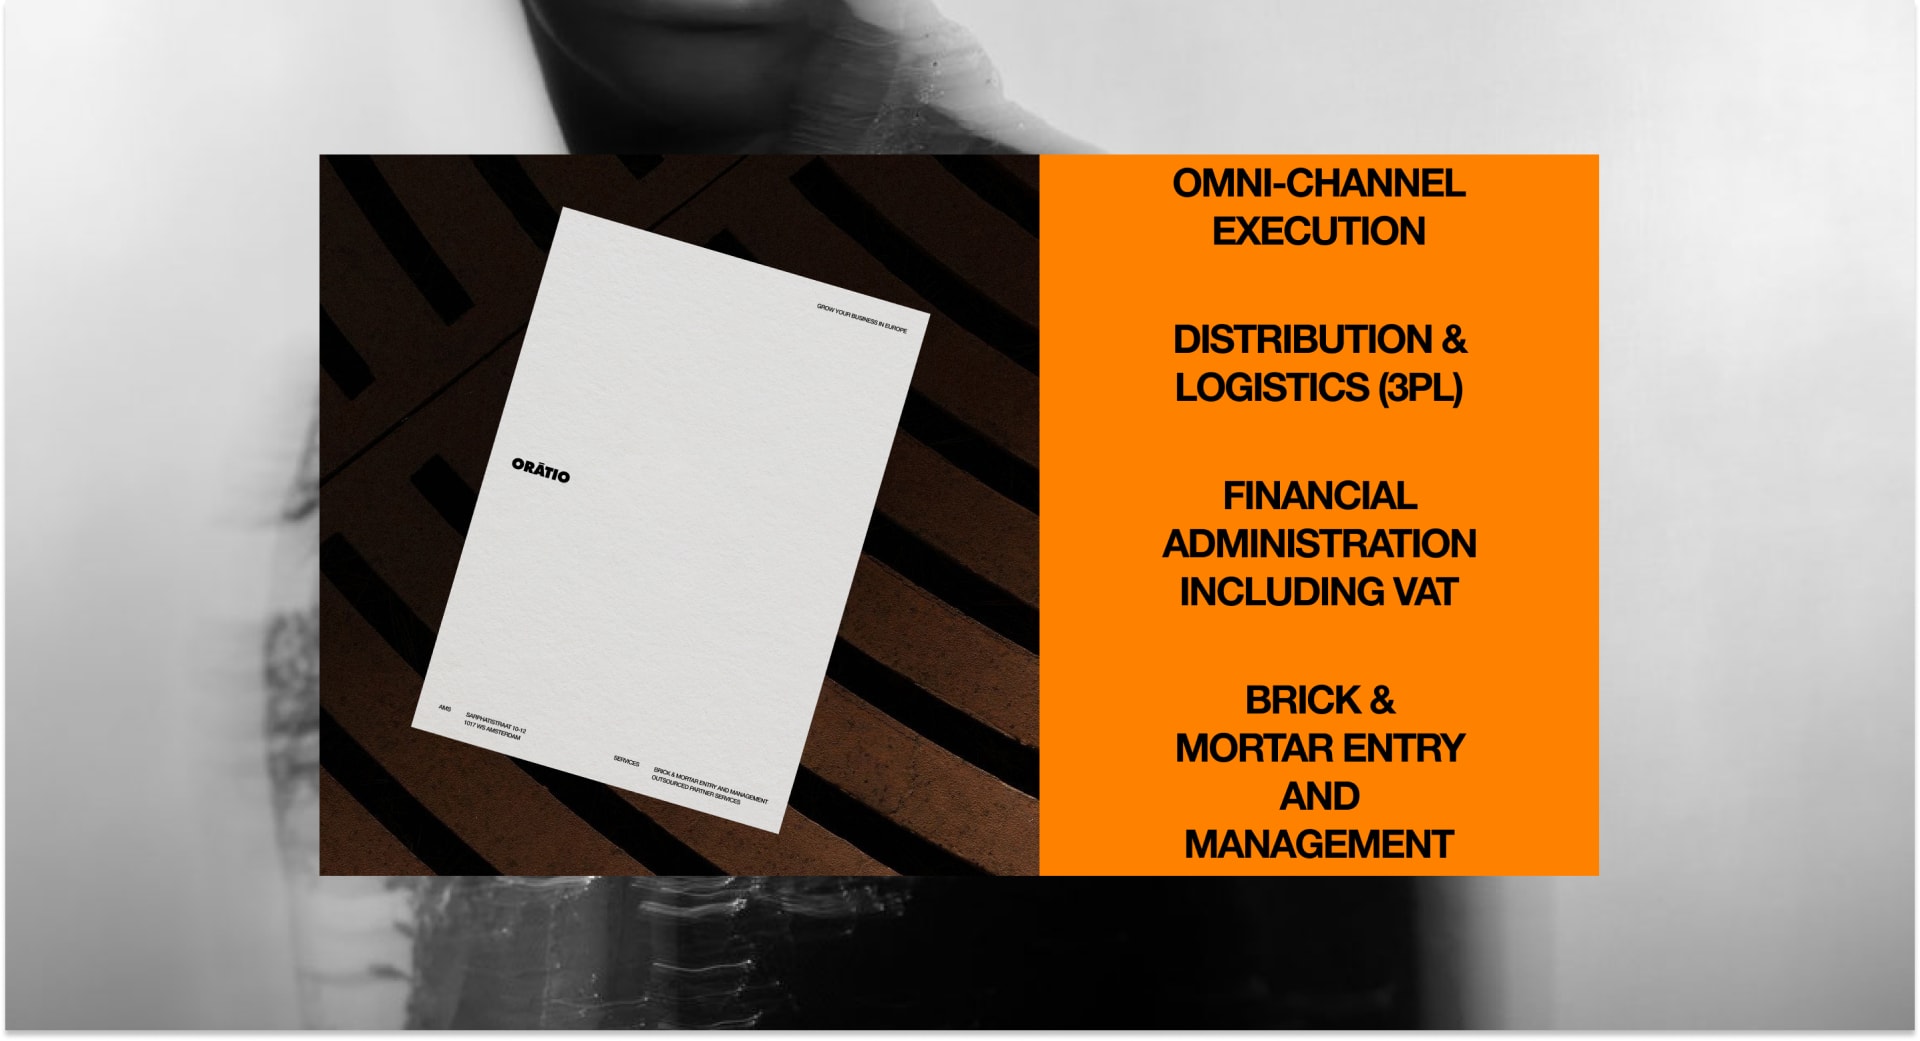 GROW YOUR BUSINESS IN EUROPE
ORĀTIO
AMS
SARPHATISTRAAT 10-12
1017 WS AMSTERDAM
SERVICES
BRICK & MORTAR ENTRY AND MANAGEMENT
OUTSOURCED PARTNER SERVICES
OMNI-CHANNEL
EXECUTION
DISTRIBUTION &
LOGISTICS (3PL)
FINANCIAL
ADMINISTRATION
INCLUDING VAT
BRICK &
MORTAR ENTRY
AND
MANAGEMENT